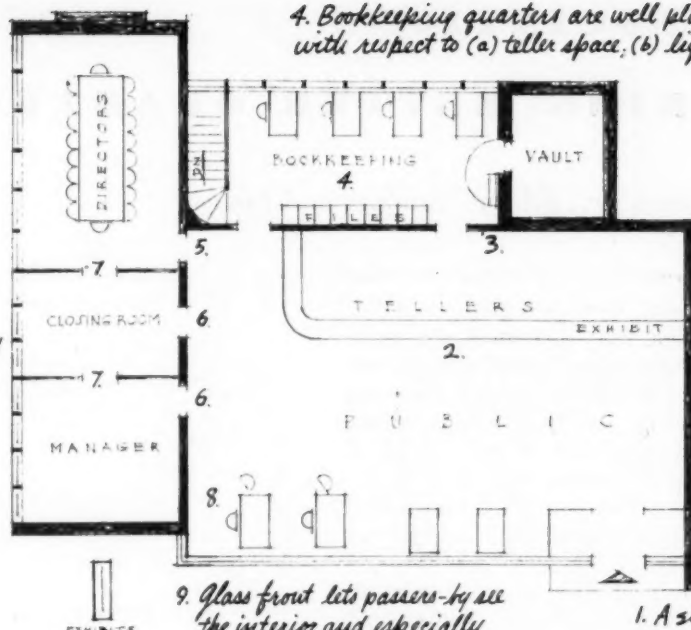 4. Bookkeeping quarters are well
with respect to (a) teller space; (b)
DIRECTORS
DN
BOOKKEEPING
4.
VAULT
FILES
5.
3.
7.
CLOSING ROOM
6.
TELLERS
EXHIBIT
2.
7.
6.
PUBLIC
MANAGER
8.
9. Glass front lets passers-by see
the interior and especially
1. A